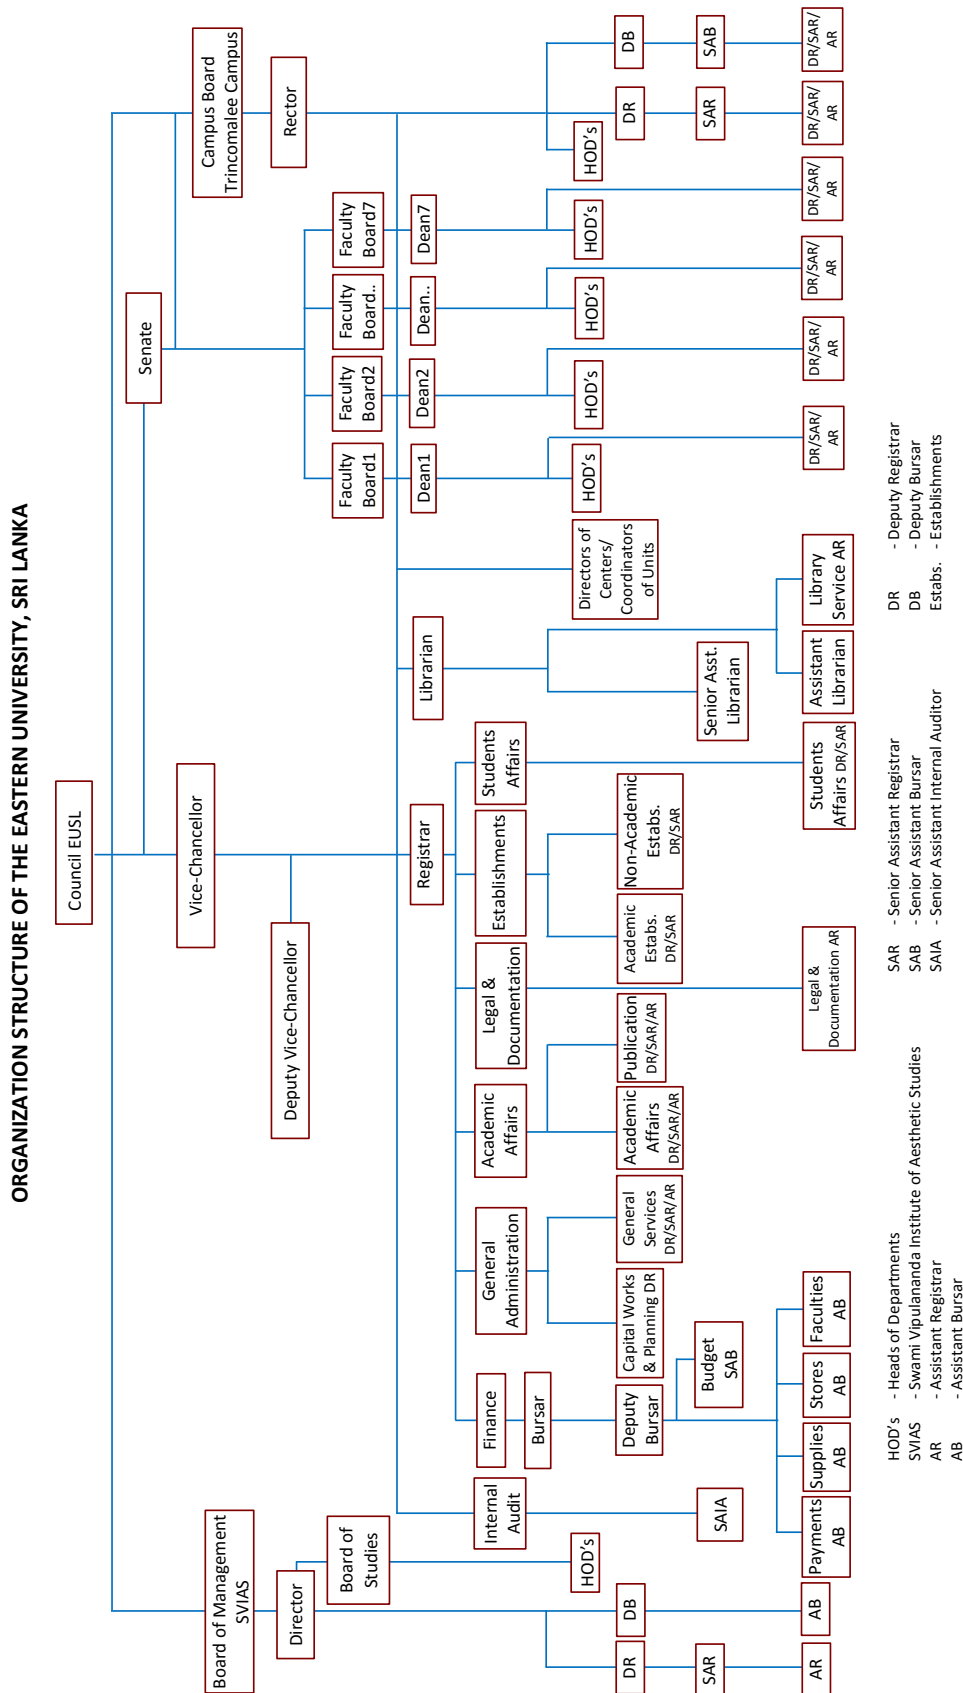 ORGANIZATION STRUCTURE OF THE EASTERN UNIVERSITY, SRI LANKA
Council EUSL
Senate
Vice-Chancellor
Deputy Vice-Chancellor
Board of Management
SVIAS
Director
Board of
Studies
HOD's
DR
DB
SAR
AR
AB
Internal
Audit
SAIA
Registrar
Finance
Bursar
Deputy
Bursar
Budget
SAB
Payments
AB
Supplies
AB
Stores
AB
Faculties
AB
General
Administration
Capital Works
& Planning DR
General
Services
DR/SAR/AR
Academic
Affairs
Academic
Affairs
DR/SAR/AR
Publication
DR/SAR/AR
Legal &
Documentation
Legal &
Documentation AR
Establishments
Academic
Estabs.
DR/SAR
Non-Academic
Estabs.
DR/SAR
Students
Affairs
Students
Affairs DR/SAR
Librarian
Senior Asst.
Librarian
Assistant
Librarian
Library
Service AR
Directors of
Centers/
Coordinators
of Units
Faculty
Board1
Dean1
HOD's
DR/SAR/
AR
Faculty
Board2
Dean2
HOD's
DR/SAR/
AR
Faculty
Board..
Dean..
HOD's
DR/SAR/
AR
Faculty
Board7
Dean7
HOD's
DR/SAR/
AR
Campus Board
Trincomalee Campus
Rector
HOD's
DR
SAR
DR/SAR/
AR
DB
SAB
DR/SAR/
AR
HOD's - Heads of Departments
SVIAS - Swami Vipulananda Institute of Aesthetic Studies
AR - Assistant Registrar
AB - Assistant Bursar
SAR - Senior Assistant Registrar
SAB - Senior Assistant Bursar
SAIA - Senior Assistant Internal Auditor
DR - Deputy Registrar
DB - Deputy Bursar
Estabs. - Establishments